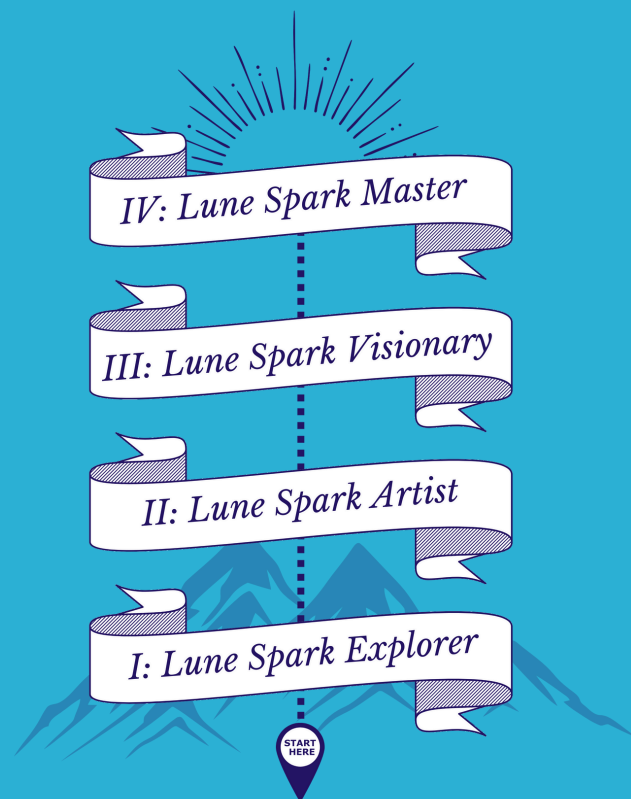 IV: Lune Spark Master
III: Lune Spark Visionary
II: Lune Spark Artist
I: Lune Spark Explorer
START
HERE